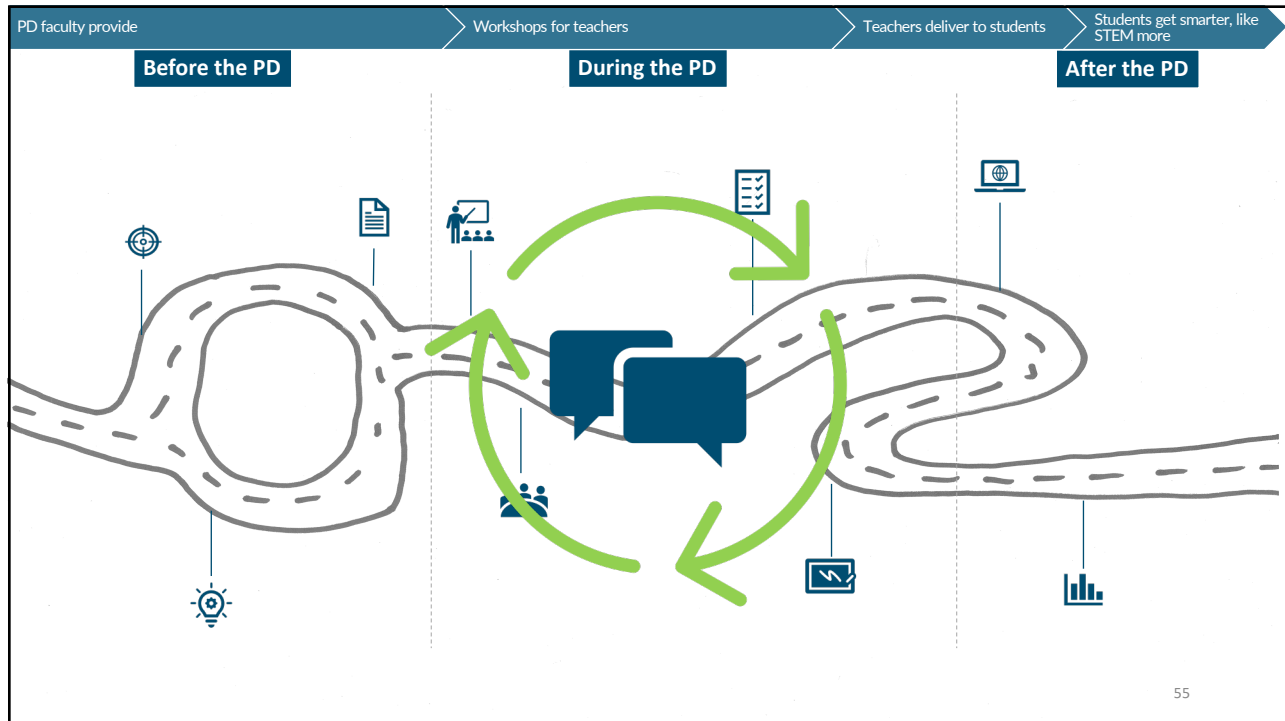 PD faculty provide
Workshops for teachers
Teachers deliver to students
Students get smarter, like
STEM more
Before the PD
During the PD
After the PD
55